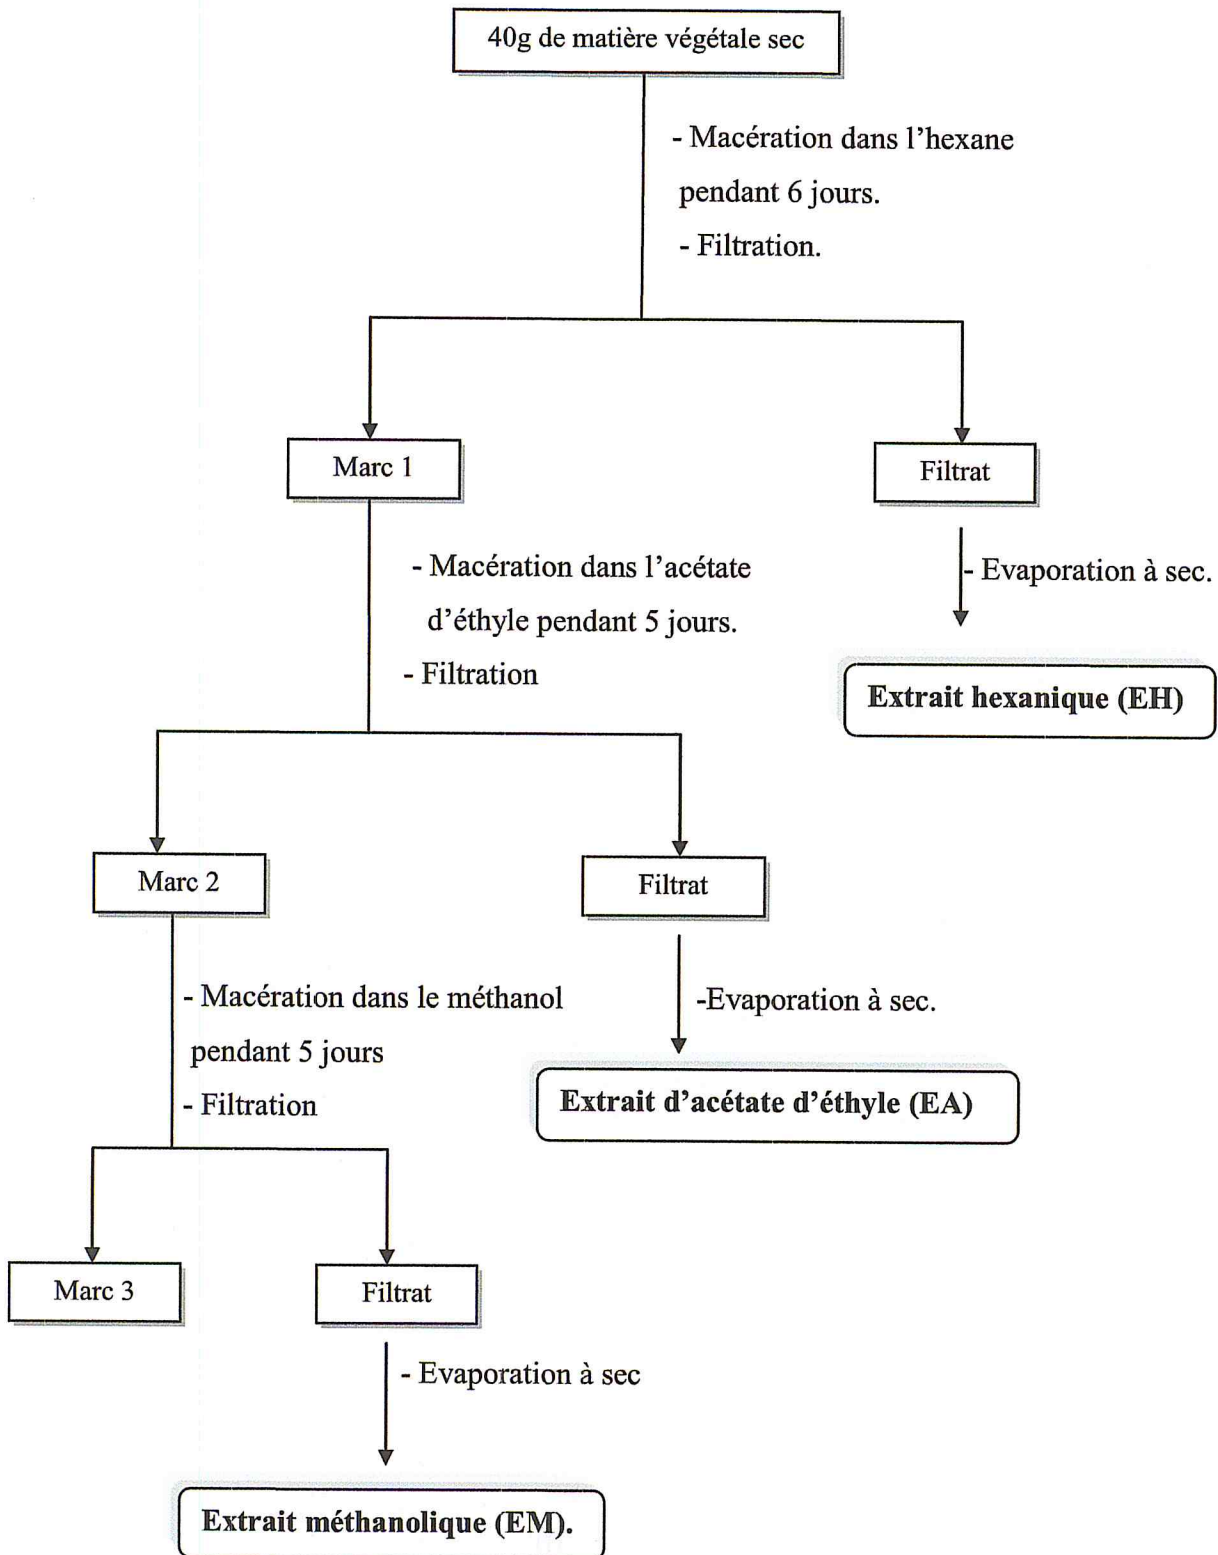 40g de matière végétale sec
- Macération dans l’hexane
pendant 6 jours.
- Filtration.
Marc 1
Filtrat
- Macération dans l’acétate
d’éthyle pendant 5 jours.
- Filtration
- Evaporation à sec.
Extrait hexanique (EH)
Marc 2
Filtrat
- Macération dans le méthanol
pendant 5 jours
- Filtration
-Evaporation à sec.
Extrait d’acétate d’éthyle (EA)
Marc 3
Filtrat
- Evaporation à sec
Extrait méthanolique (EM).